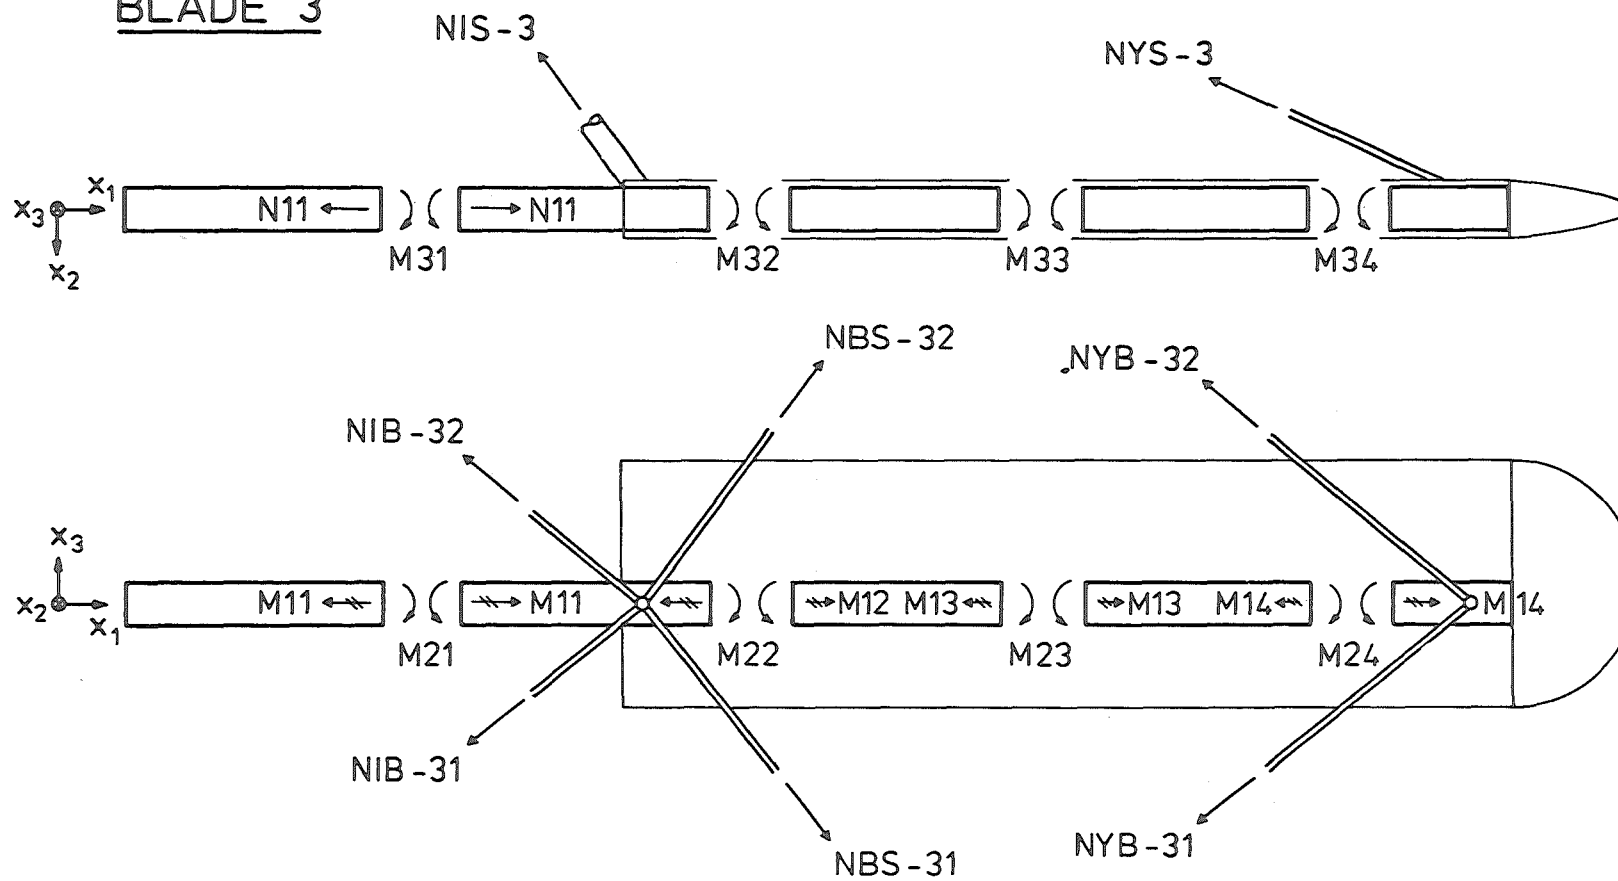 BLADE 3
NIS-3
NYS-3
x₃ x₁
x₂
N11 N11
M31 M32 M33 M34
NBS-32
NYB-32
NIB-32
x₃
x₂ x₁
M11 M11 M12 M13 M13 M14 M14
M21 M22 M23 M24
NIB-31
NYB-31
NBS-31